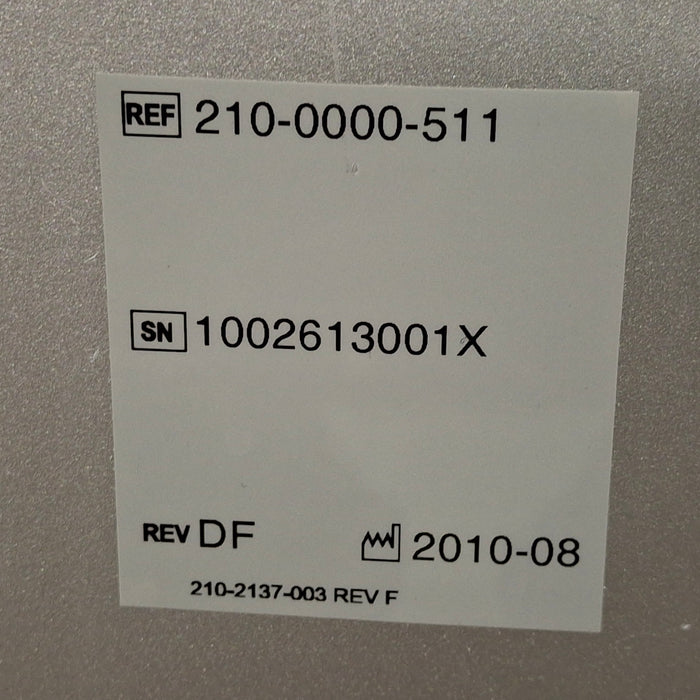 REF 210-0000-511
SN 1002613001X
REV DF 2010-08
210-2137-003 REV F